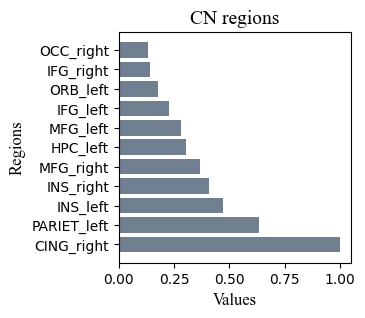 CN regions
OCC_right
IFG_right
ORB_left
IFG_left
MFG_left
HPC_left
MFG_right
INS_right
INS_left
PARIET_left
CING_right
Regions
0.00 0.25 0.50 0.75 1.00
Values